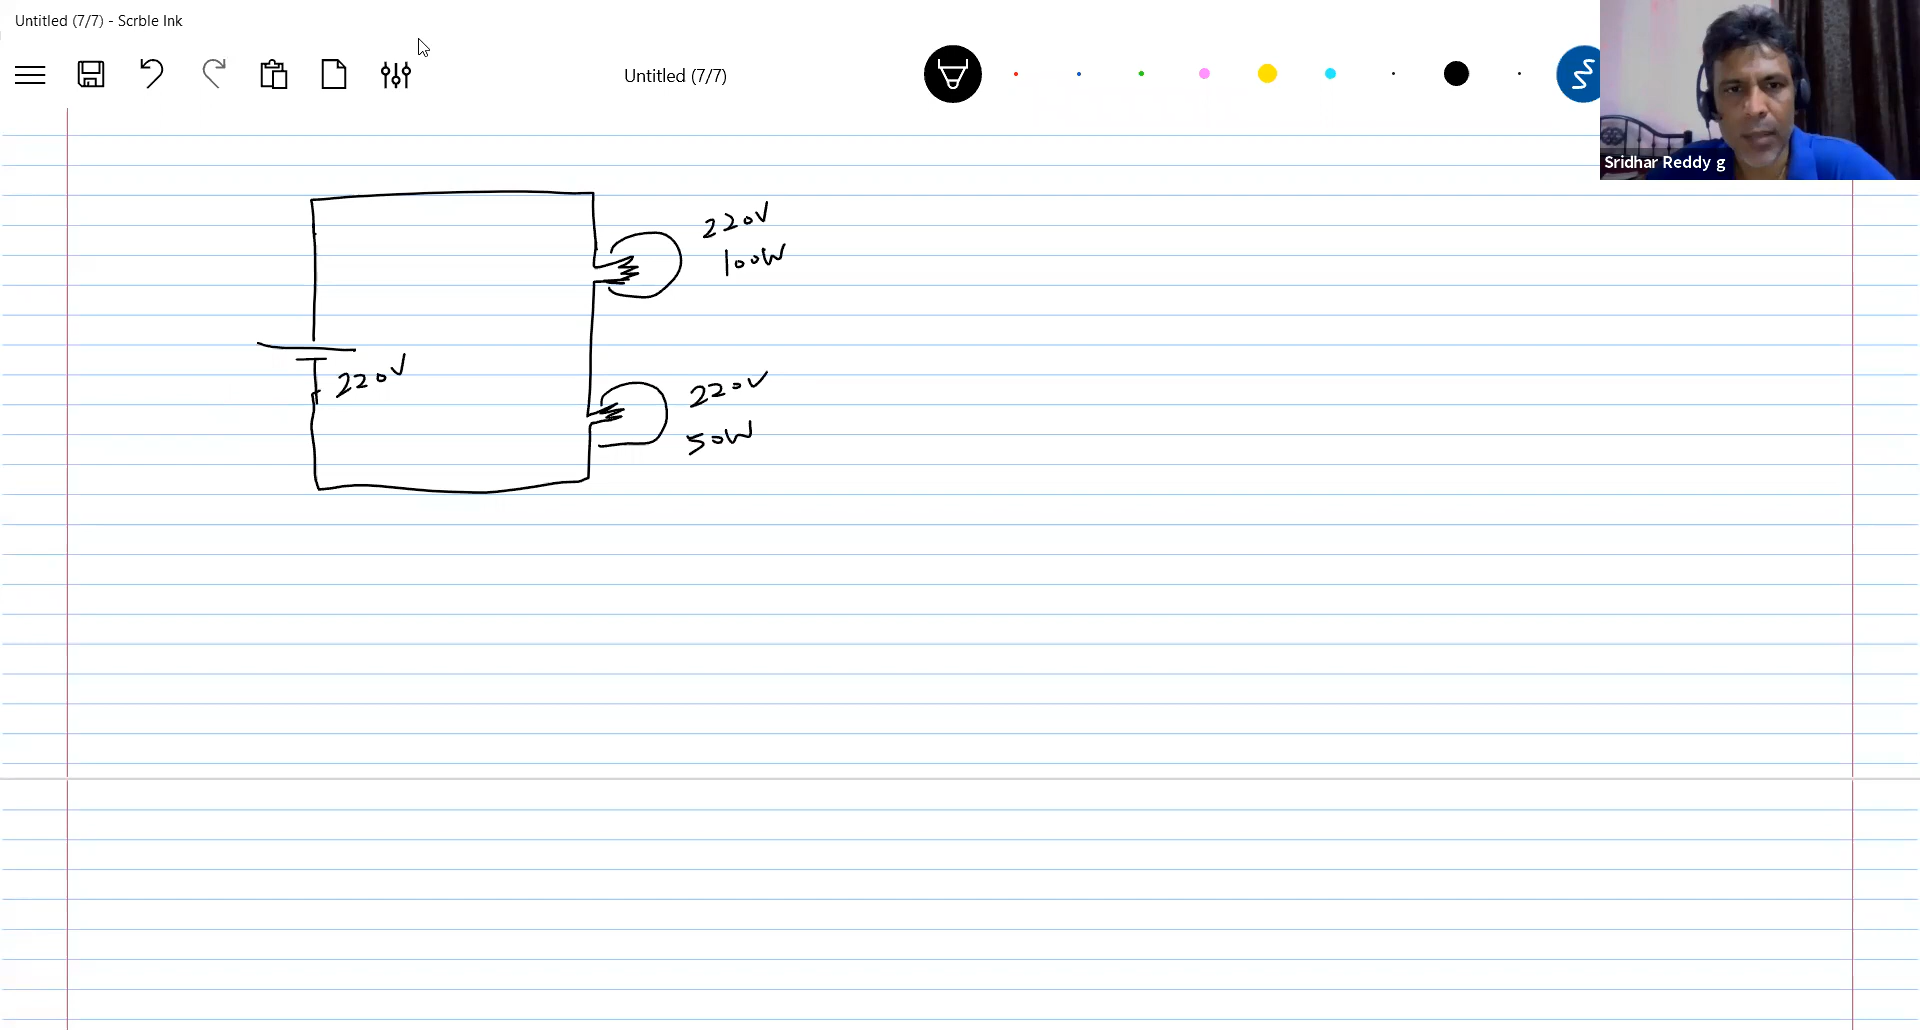 Untitled (7/7) - Scrble Ink
Untitled (7/7)
Sridhar Reddy g
220V
100W
220V
220V
50W